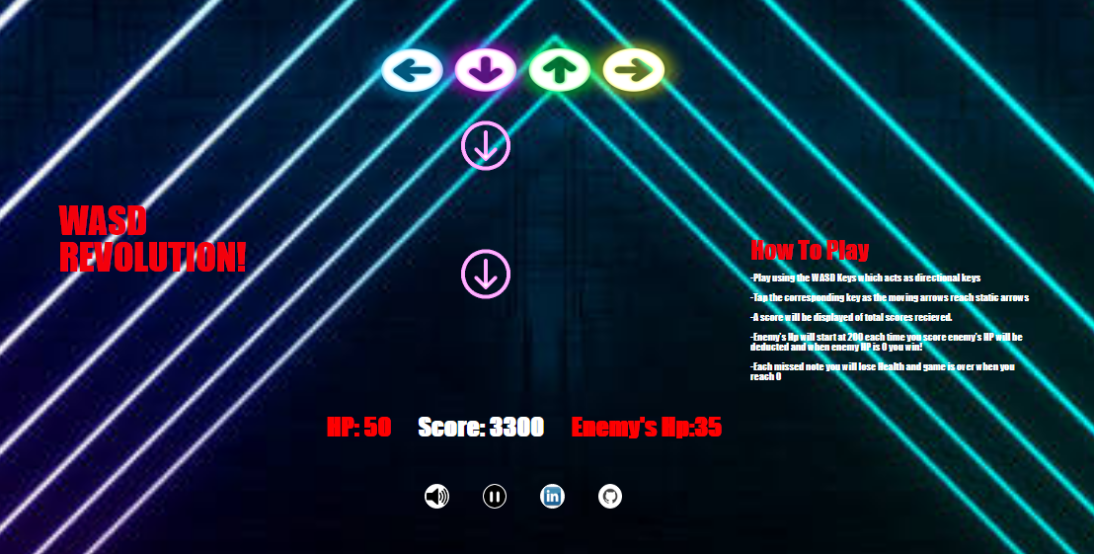 WASD
REVOLUTION!
How To Play
-Play using the WASD Keys which acts as directional keys
-Tap the corresponding key as the moving arrows reach static arrows
-A score will be displayed of total scores recieved.
-Enemy's Hp will start at 200 each time you score enemy's HP will be
deducted and when enemy HP is 0 you win!
-Each missed note you will lose Health and game is over when you
reach 0
HP: 50 Score: 3300 Enemy's Hp:35
in